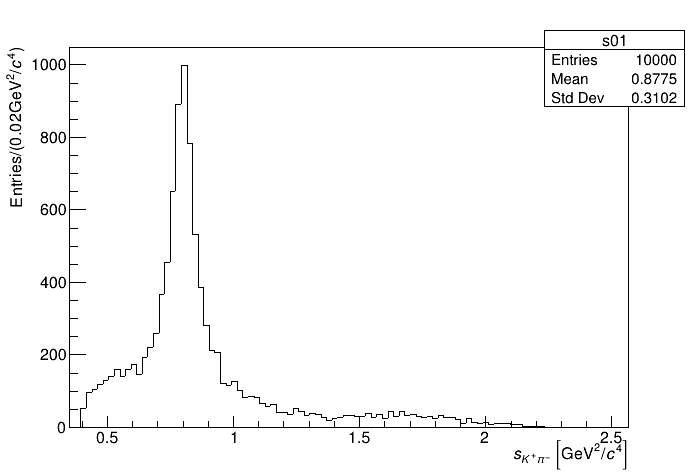 s01
Entries 10000
Mean 0.8775
Std Dev 0.3102
Entries/(0.02GeV²/c⁴)
1000
800
600
400
200
0
0.5 1 1.5 2 2.5
s_{K⁺π⁻} [GeV²/c⁴]